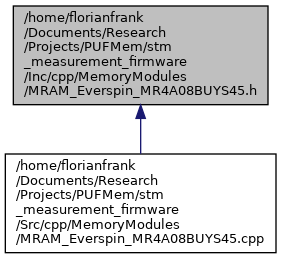 /home/florianfrank
/Documents/Research
/Projects/PUFMem/stm
_measurement_firmware
/Inc/cpp/MemoryModules
/MRAM_Everspin_MR4A08BUYS45.h
/home/florianfrank
/Documents/Research
/Projects/PUFMem/stm
_measurement_firmware
/Src/cpp/MemoryModules
/MRAM_Everspin_MR4A08BUYS45.cpp